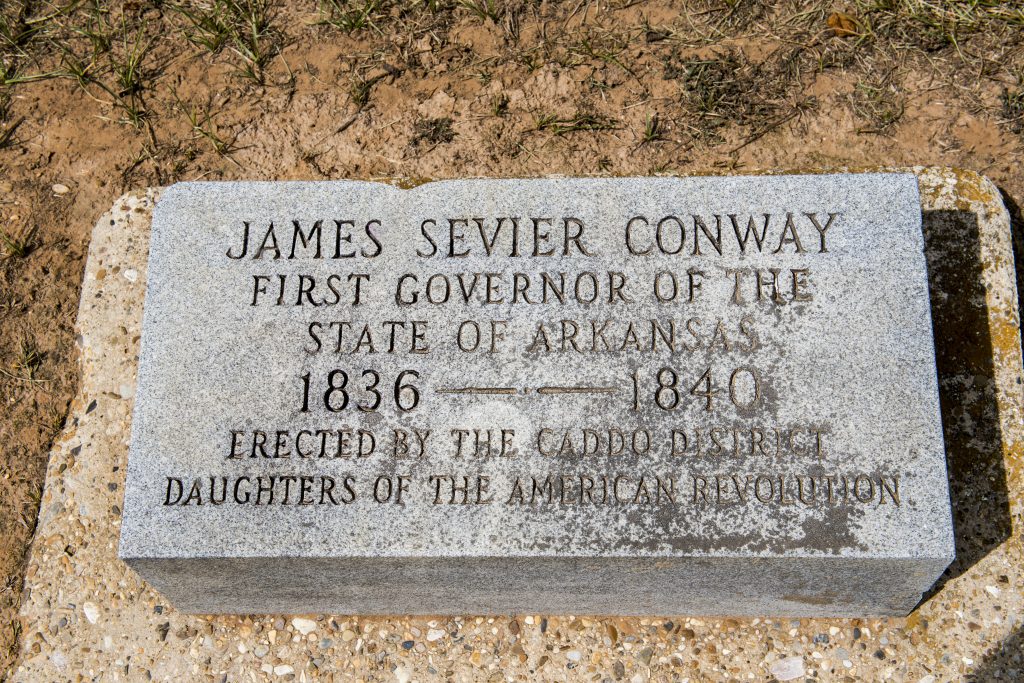 JAMES SEVIER CONWAY
FIRST GOVERNOR OF THE
STATE OF ARKANSAS
1836 —·— 1840
ERECTED BY THE CADDO DISTRICT
DAUGHTERS OF THE AMERICAN REVOLUTION